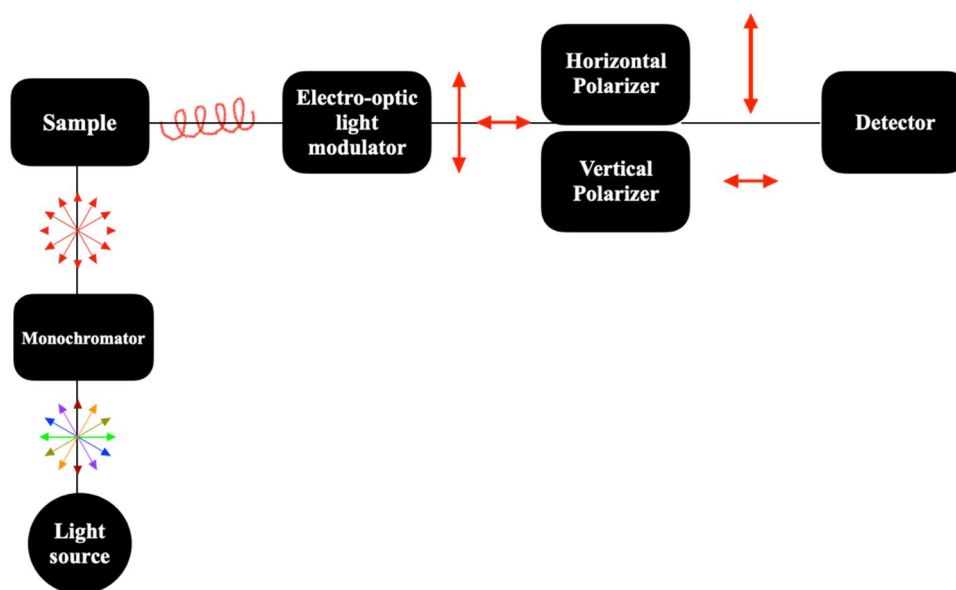 Sample
Electro-optic
light
modulator
Horizontal
Polarizer
Vertical
Polarizer
Detector
Monochromator
Light
source